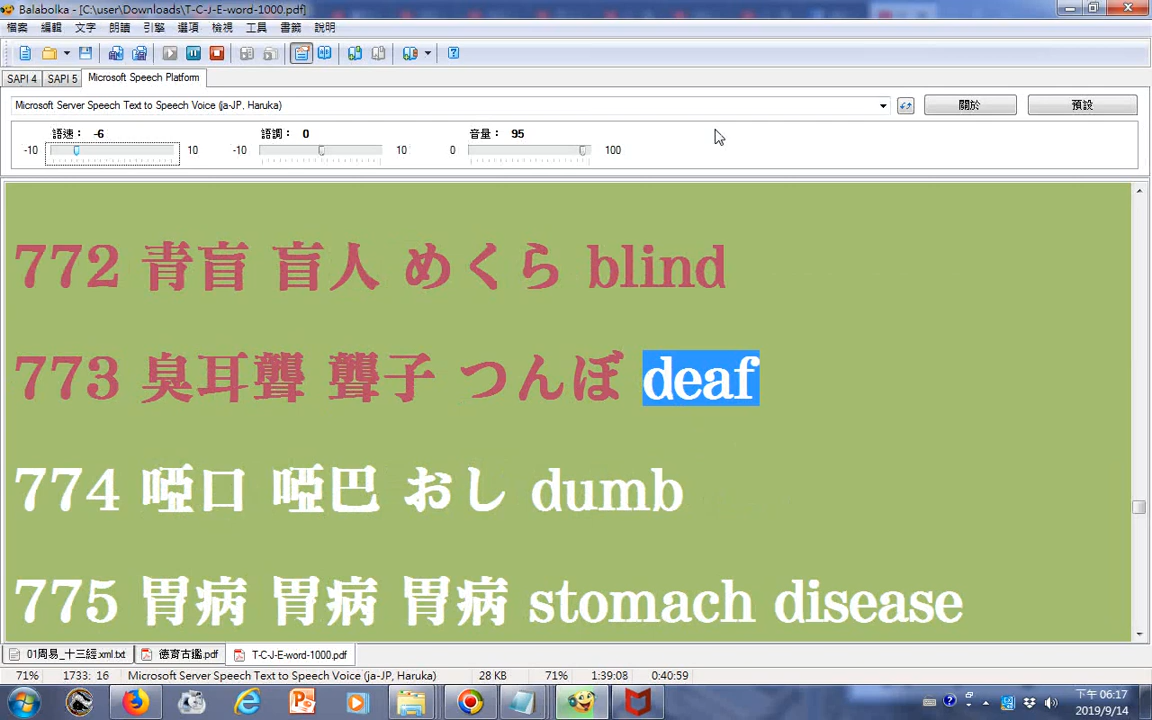 Balabolka - [C:\user\Downloads\T-C-J-E-word-1000.pdf]
檔案 編輯 文字 朗讀 引擎 選項 檢視 工具 書籤 說明
SAPI 4 SAPI 5 Microsoft Speech Platform
Microsoft Server Speech Text to Speech Voice (ja-JP, Haruka) 關於 預設
語速： -6 語調： 0 音量： 95
-10 10 -10 10 0 100
772 青盲 盲人 めくら blind
773 臭耳聾 聾子 つんぼ deaf
774 啞口 啞巴 おし dumb
775 胃病 胃病 胃病 stomach disease
01周易_十三經.xml.txt 德育古鑑.pdf T-C-J-E-word-1000.pdf
71% 1733: 16 Microsoft Server Speech Text to Speech Voice (ja-JP, Haruka) 28 KB 71% 1:39:08 0:40:59
下午 06:17
2019/9/14